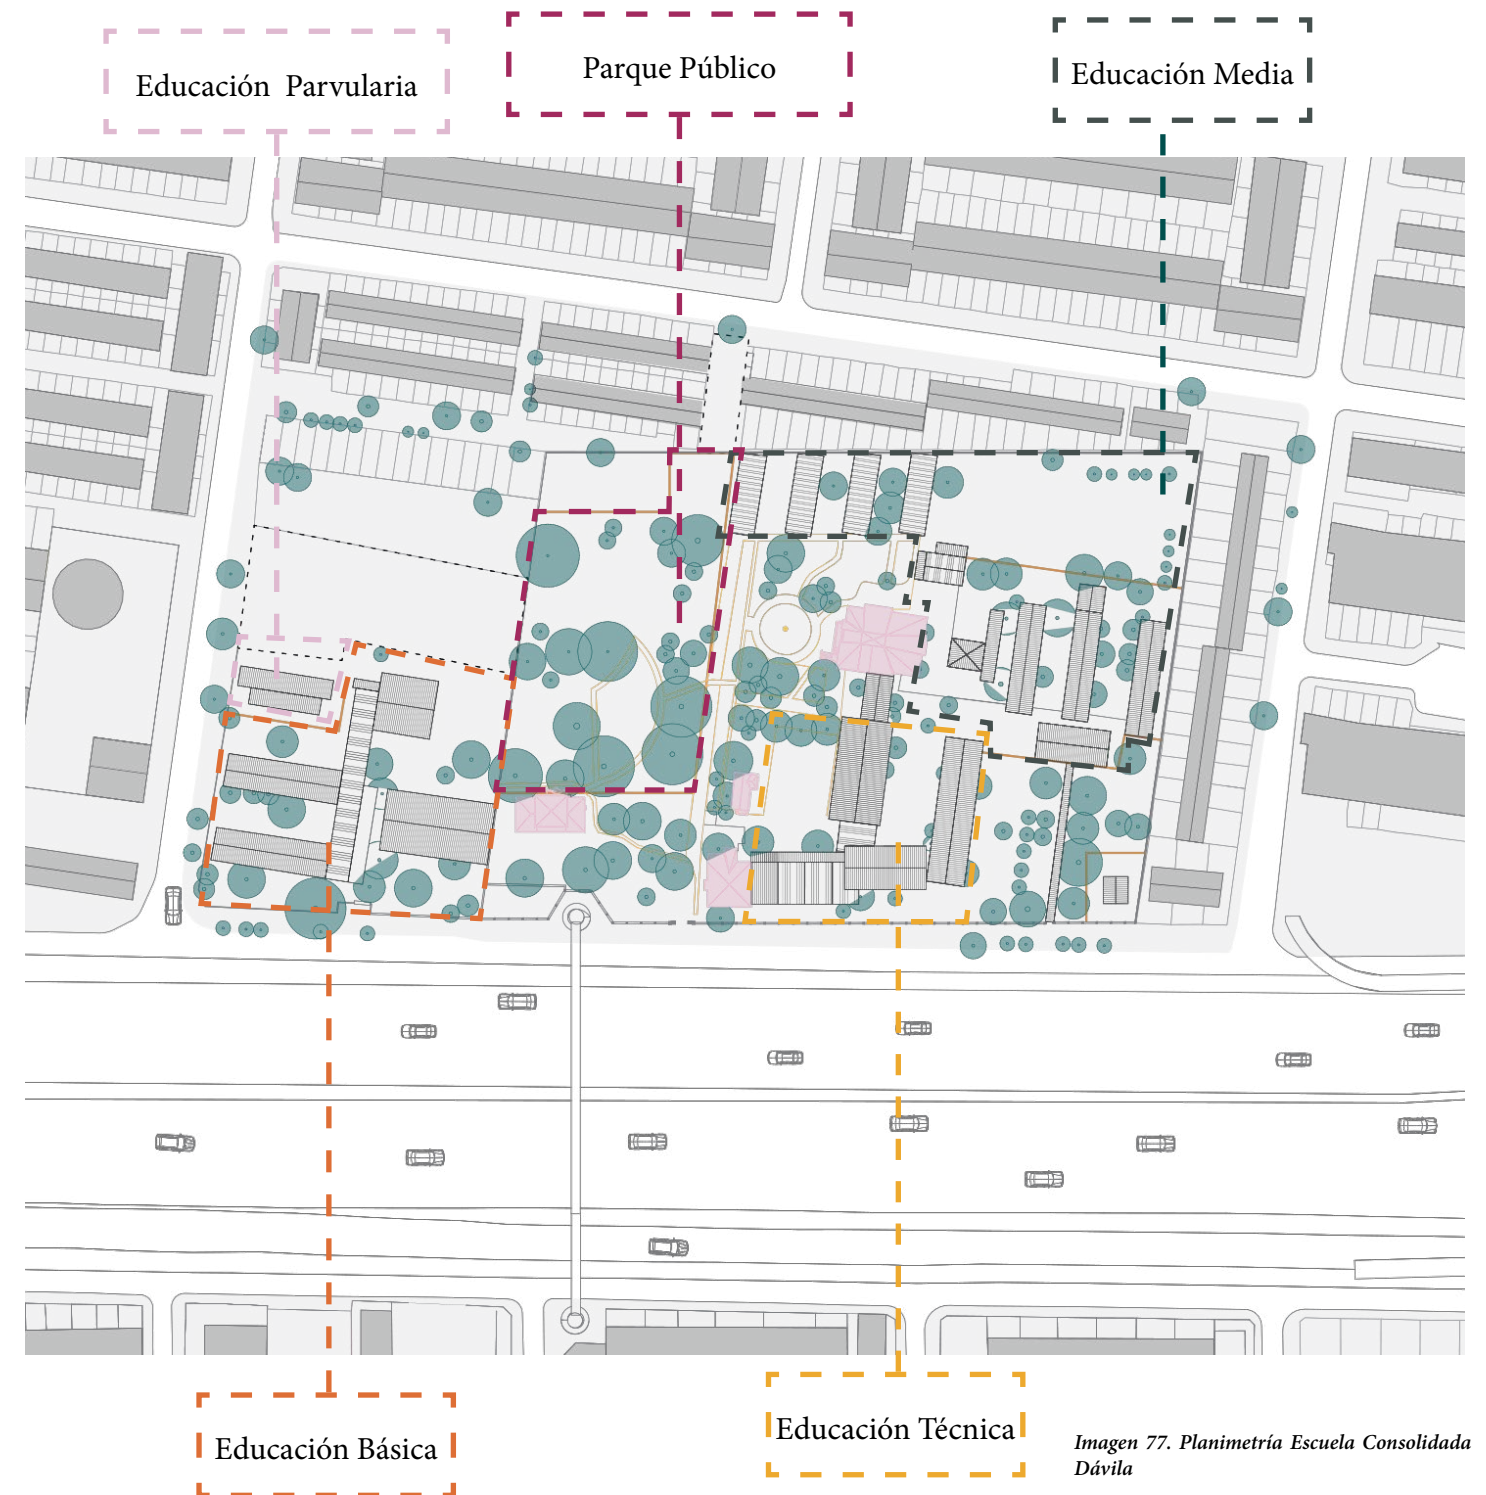 Educación Parvularia
Parque Público
Educación Media
Educación Básica
Educación Técnica
Imagen 77. Planimetría Escuela Consolidada
Dávila